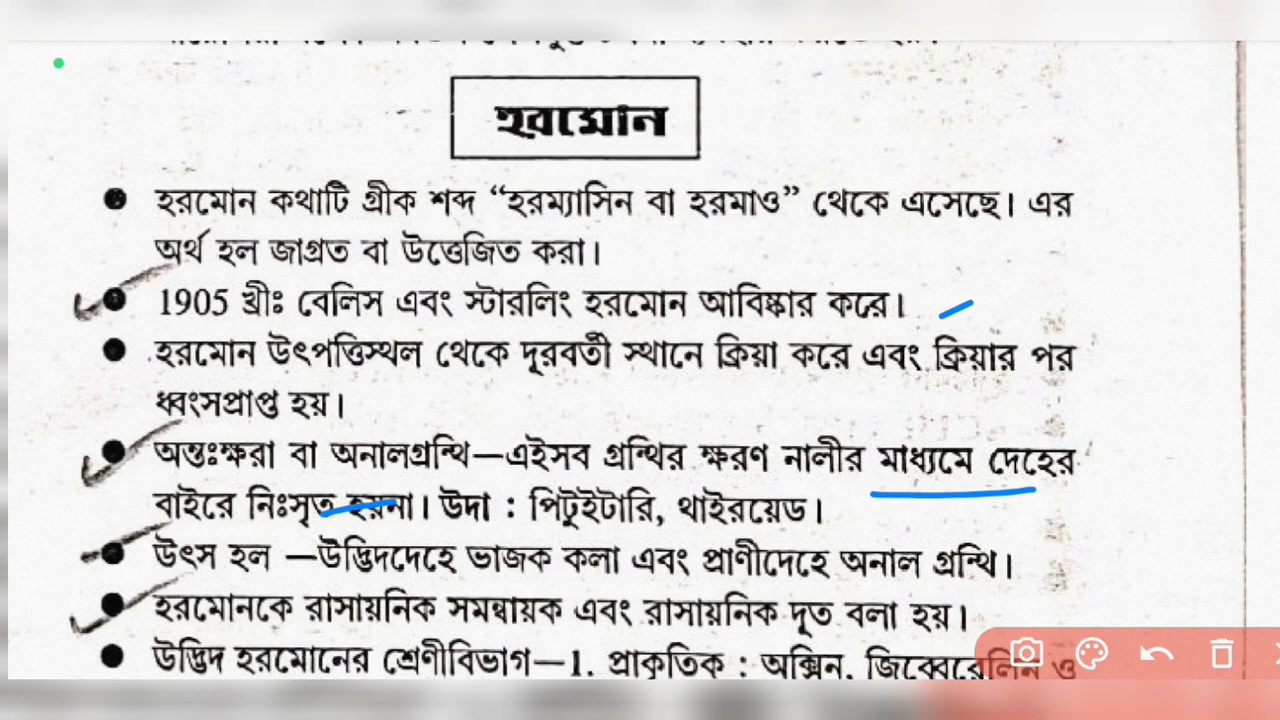 হরমোন
● হরমোন কথাটি গ্রীক শব্দ “হরম্যাসিন বা হরমাও” থেকে এসেছে। এর
অর্থ হল জাগ্রত বা উত্তেজিত করা।
● 1905 খ্রীঃ বেলিস এবং স্টারলিং হরমোন আবিষ্কার করে।
● হরমোন উৎপত্তিস্থল থেকে দূরবর্তী স্থানে ক্রিয়া করে এবং ক্রিয়ার পর
ধ্বংসপ্রাপ্ত হয়।
● অন্তঃক্ষরা বা অনালগ্রন্থি—এইসব গ্রন্থির ক্ষরণ নালীর মাধ্যমে দেহের
বাইরে নিঃসৃত হয়না। উদা : পিটুইটারি, থাইরয়েড।
● উৎস হল —উদ্ভিদদেহে ভাজক কলা এবং প্রাণীদেহে অনাল গ্রন্থি।
● হরমোনকে রাসায়নিক সমন্বায়ক এবং রাসায়নিক দূত বলা হয়।
● উদ্ভিদ হরমোনের শ্রেণীবিভাগ—1. প্রাকৃতিক : অক্সিন, জিব্বেরেলিন ও